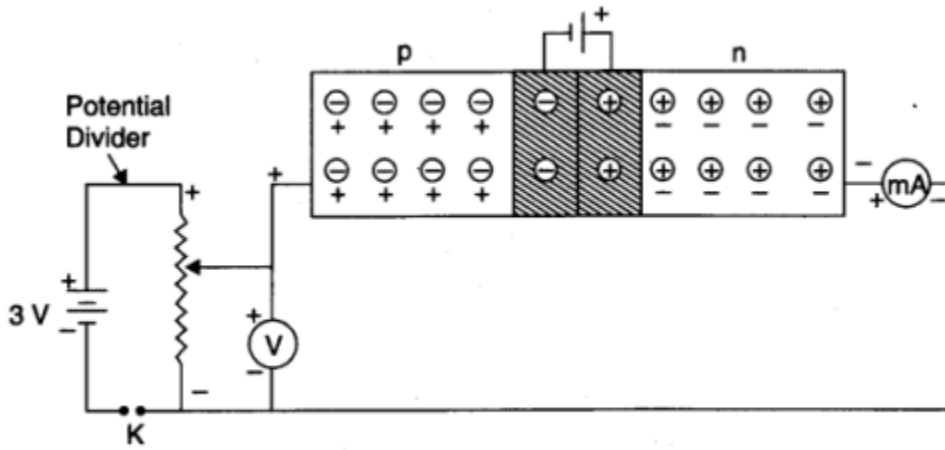 +
p
n
⊖ ⊖ ⊖ ⊖ ⊖ ⊕ ⊕ ⊕ ⊕ ⊕
+ + + + − − − −
⊖ ⊖ ⊖ ⊖ ⊖ ⊕ ⊕ ⊕ ⊕ ⊕
+ + + + − − − −
Potential
Divider
+
+
−
mA
+
−
+
3 V
−
+
V
−
−
K